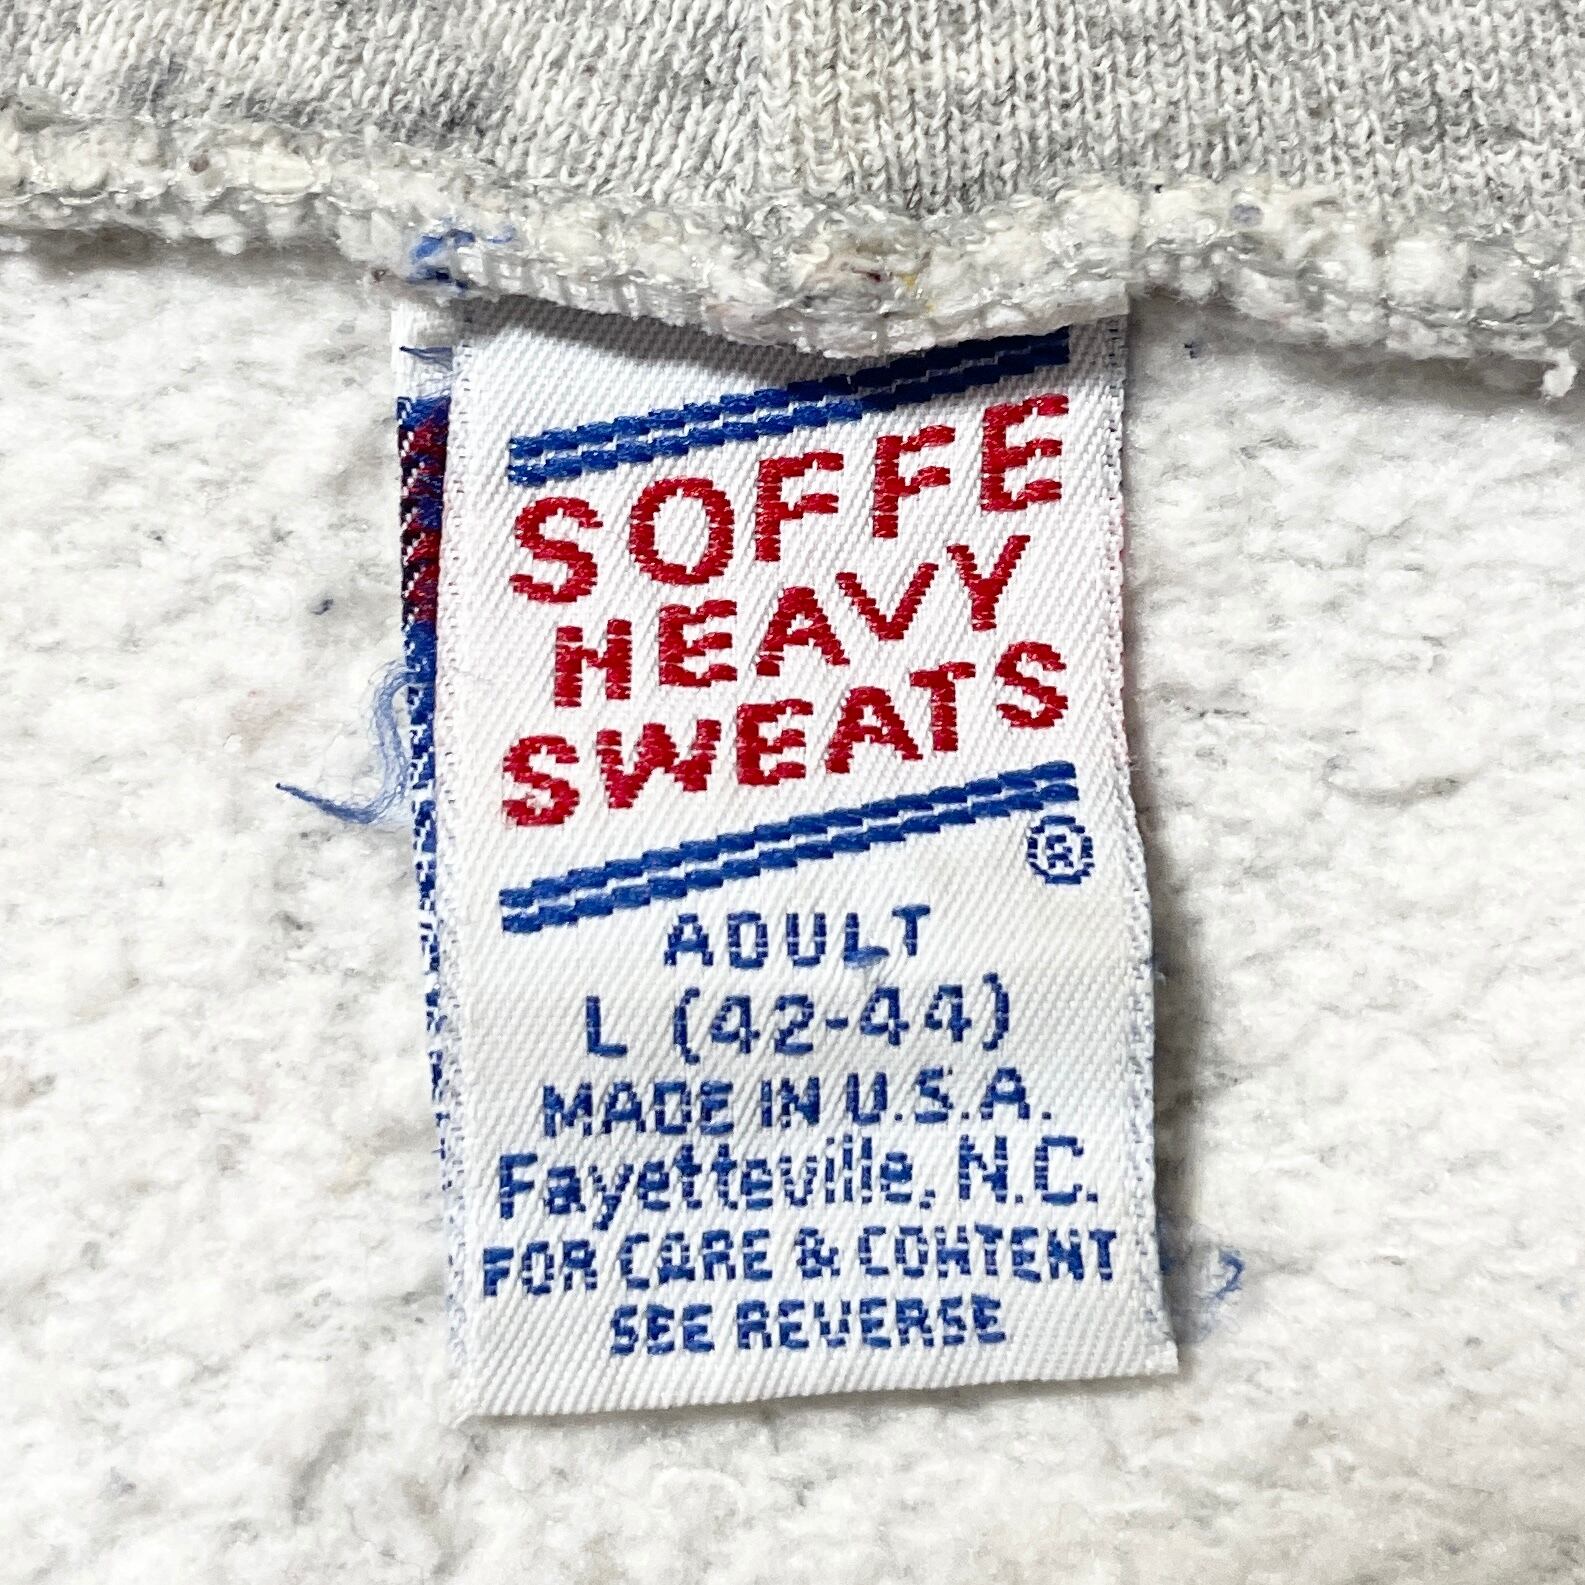 SOFFE
HEAVY
SWEATS
®
ADULT
L (42-44)
MADE IN U.S.A.
Fayetteville, N.C.
FOR CARE & CONTENT
SEE REVERSE